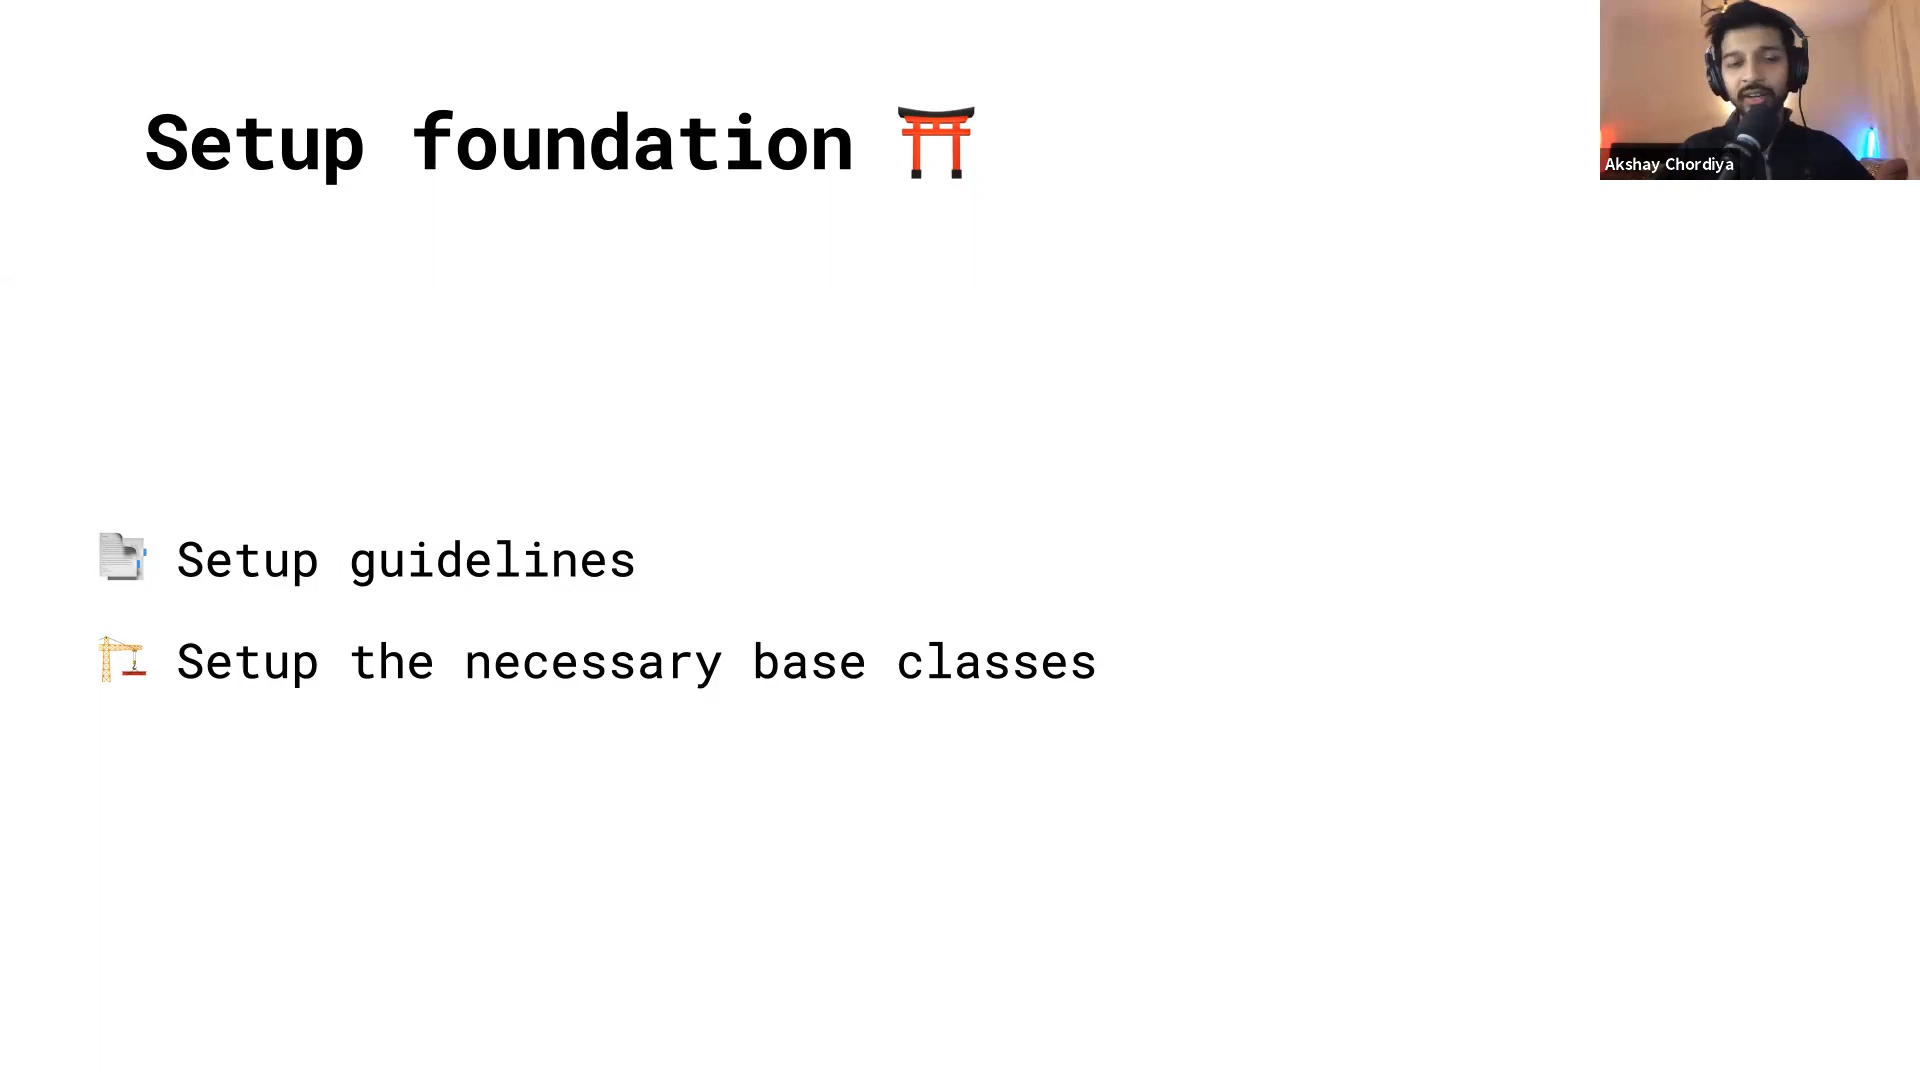 Setup foundation ⛩️
Akshay Chordiya
📑 Setup guidelines
🏗️ Setup the necessary base classes